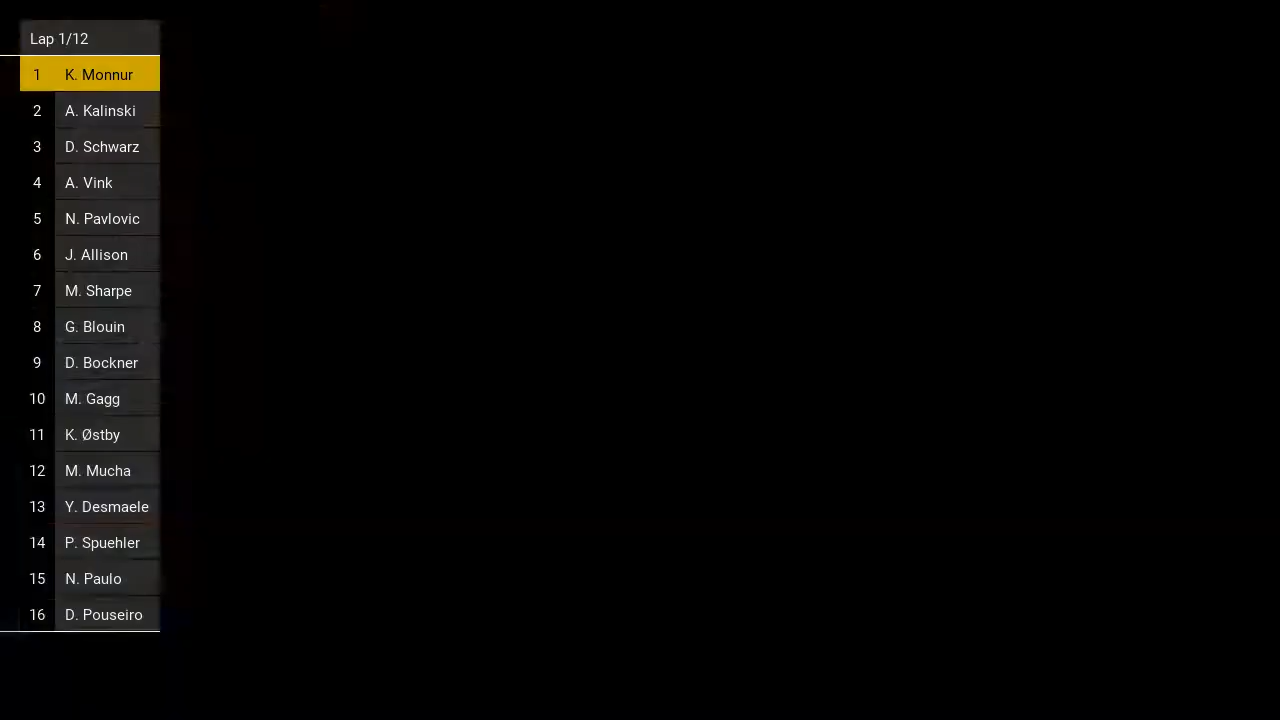 Lap 1/12
1 K. Monnur
2 A. Kalinski
3 D. Schwarz
4 A. Vink
5 N. Pavlovic
6 J. Allison
7 M. Sharpe
8 G. Blouin
9 D. Bockner
10 M. Gagg
11 K. Østby
12 M. Mucha
13 Y. Desmaele
14 P. Spuehler
15 N. Paulo
16 D. Pouseiro